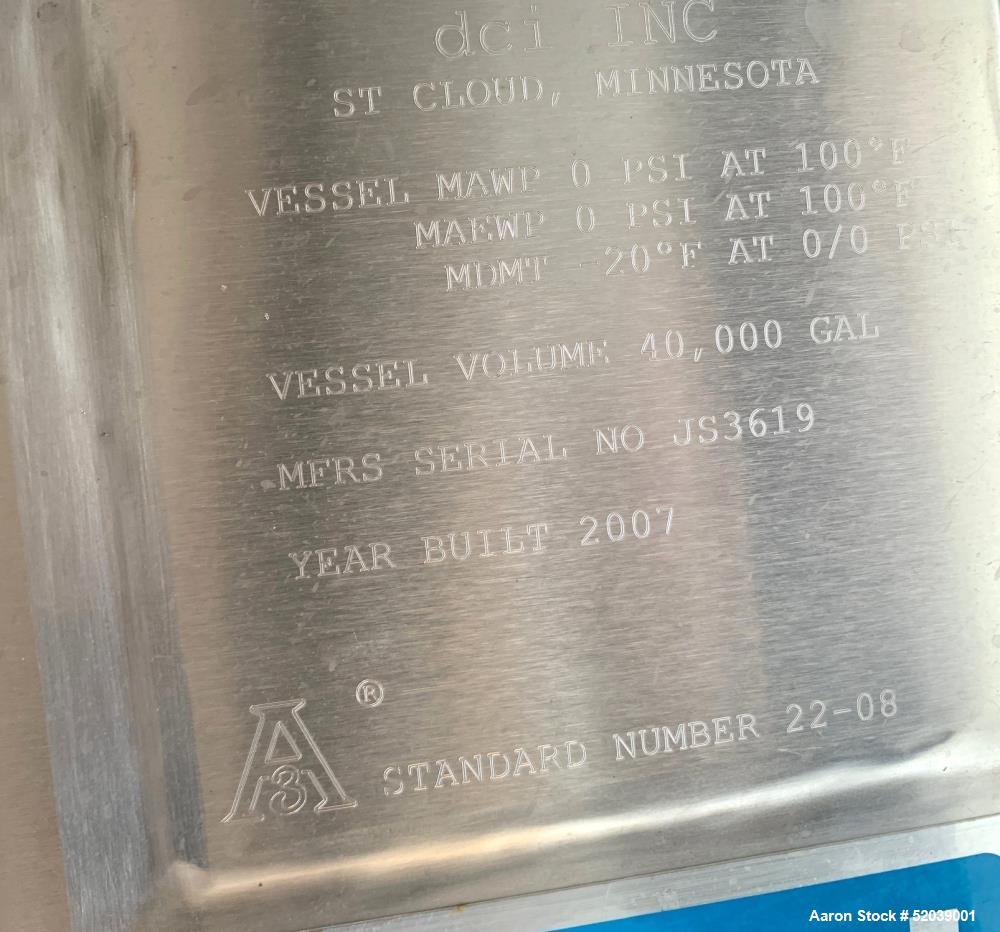 dci INC
ST CLOUD, MINNESOTA
VESSEL MAWP 0 PSI AT 100°F
MAEWP 0 PSI AT 100°F
MDMT -20°F AT 0/0 PSI
VESSEL VOLUME 40,000 GAL
MFRS SERIAL NO JS3619
YEAR BUILT 2007
®
A
3
STANDARD NUMBER 22-08
Aaron Stock # 52039001